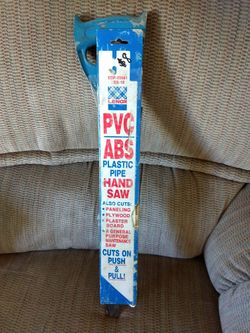 LENOX
PVC
ABS
PLASTIC
PIPE
HAND
SAW
ALSO CUTS:
• PANELING
• PLYWOOD
• PLASTER
BOARD
• A GENERAL
PURPOSE
MAINTENANCE
SAW
CUTS ON
PUSH
&
PULL!